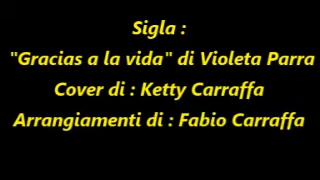 Sigla :
"Gracias a la vida" di Violeta Parra
Cover di : Ketty Carraffa
Arrangiamenti di : Fabio Carraffa